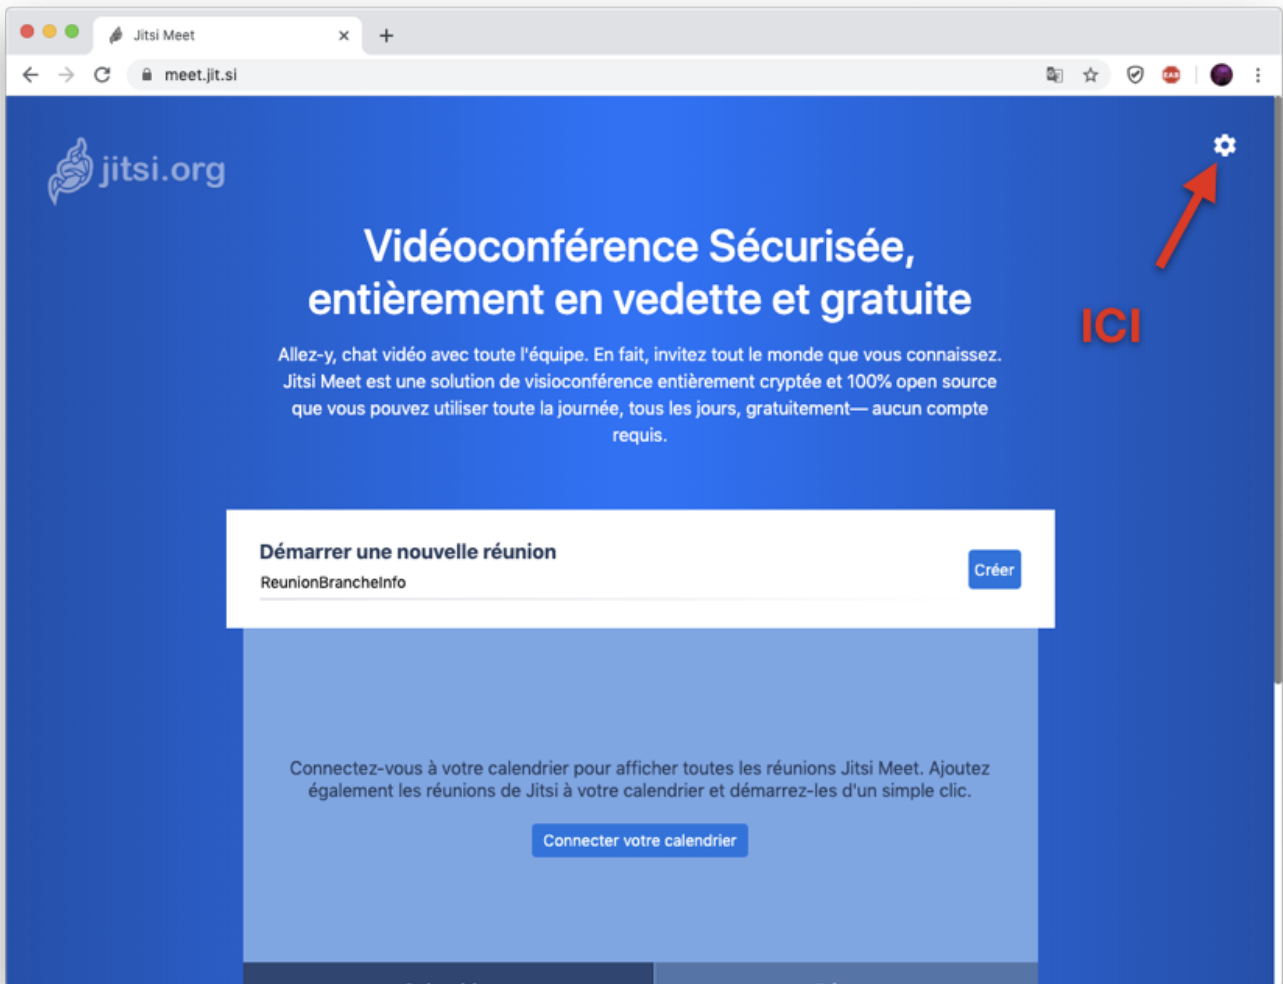 Jitsi Meet
meet.jit.si
jitsi.org
Vidéoconférence Sécurisée,
entièrement en vedette et gratuite
ICI
Allez-y, chat vidéo avec toute l'équipe. En fait, invitez tout le monde que vous connaissez.
Jitsi Meet est une solution de visioconférence entièrement cryptée et 100% open source
que vous pouvez utiliser toute la journée, tous les jours, gratuitement— aucun compte
requis.
Démarrer une nouvelle réunion
ReunionBrancheInfo
Créer
Connectez-vous à votre calendrier pour afficher toutes les réunions Jitsi Meet. Ajoutez
également les réunions de Jitsi à votre calendrier et démarrez-les d'un simple clic.
Connecter votre calendrier